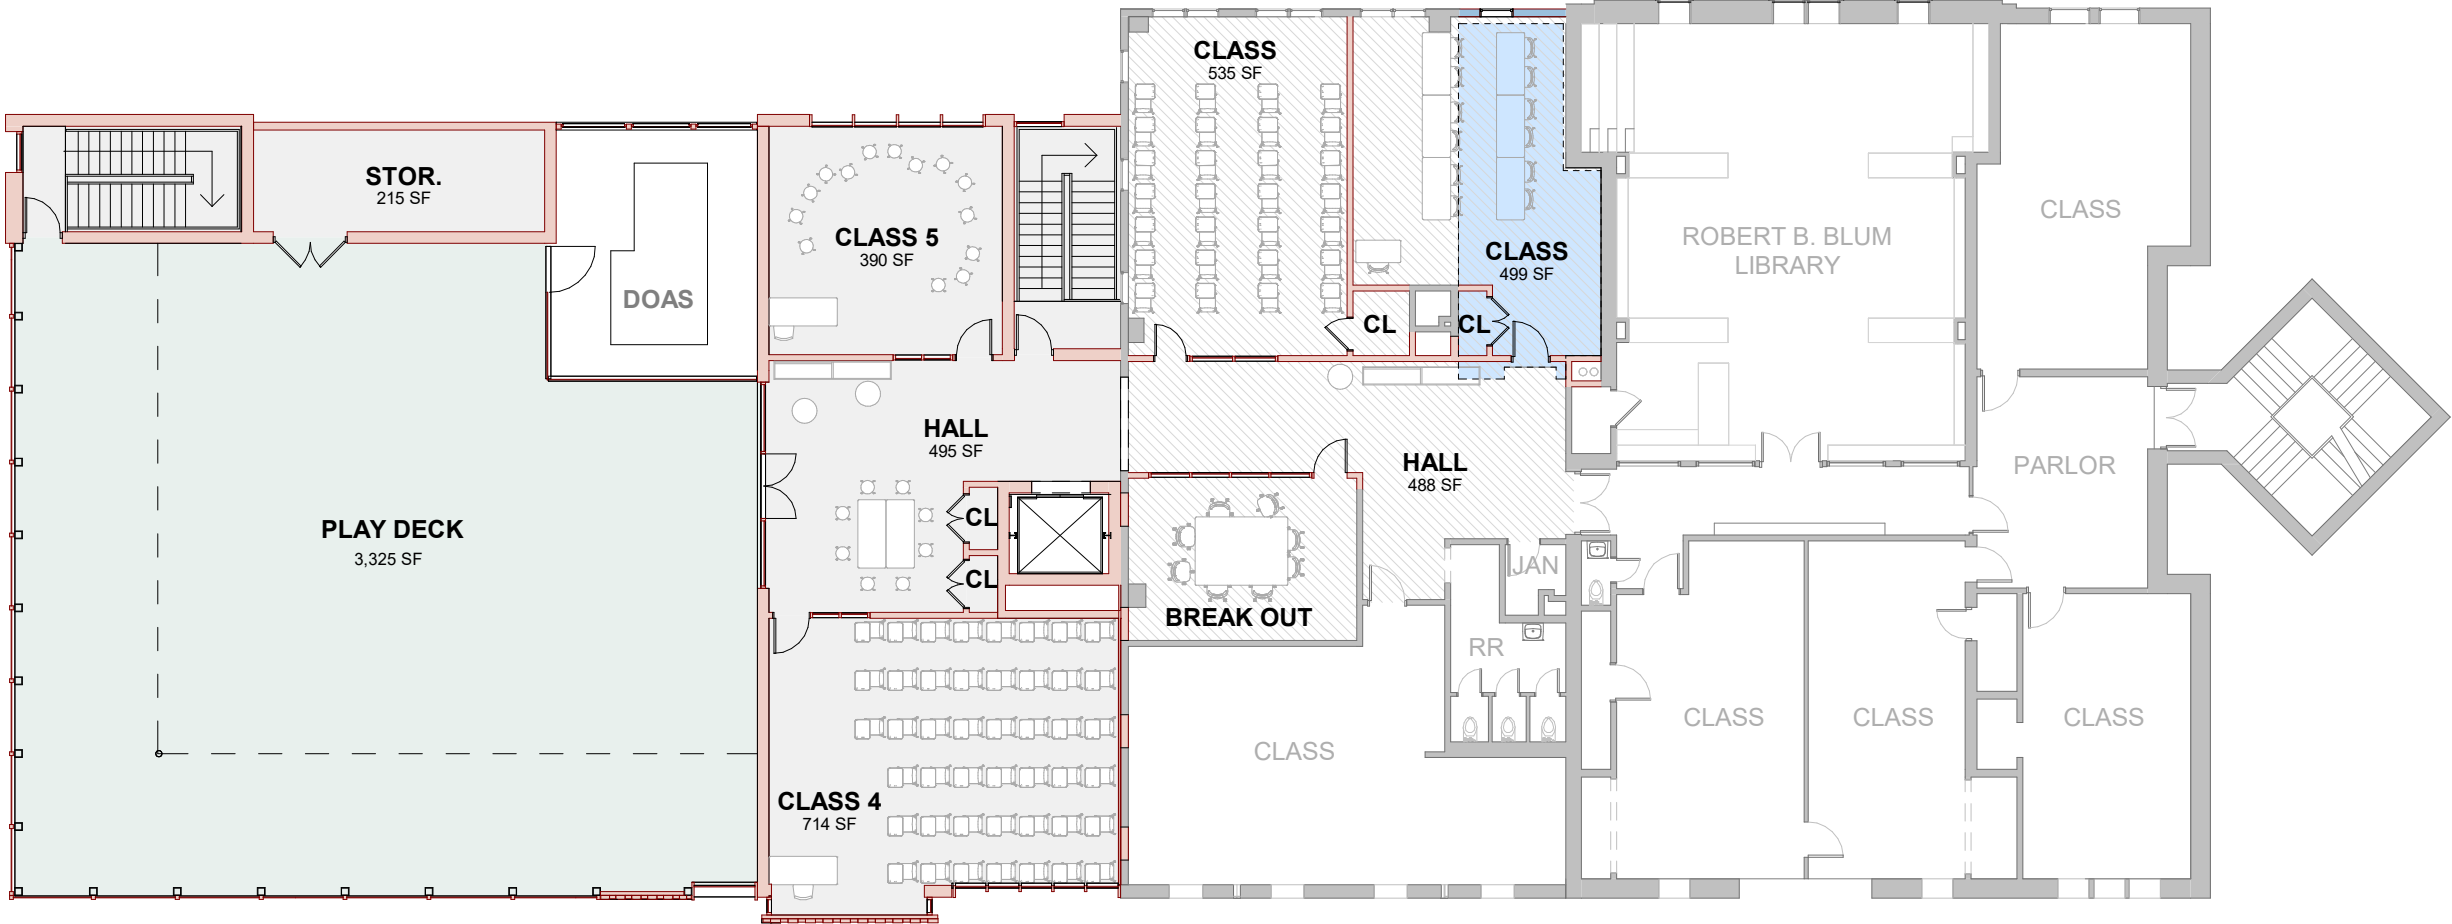 CLASS
535 SF
STOR.
215 SF
CLASS 5
390 SF
DOAS
CLASS
499 SF
CL
CL
ROBERT B. BLUM
LIBRARY
CLASS
HALL
495 SF
HALL
488 SF
PARLOR
PLAY DECK
3,325 SF
CL
CL
JAN
BREAK OUT
RR
CLASS 4
714 SF
CLASS
CLASS
CLASS
CLASS